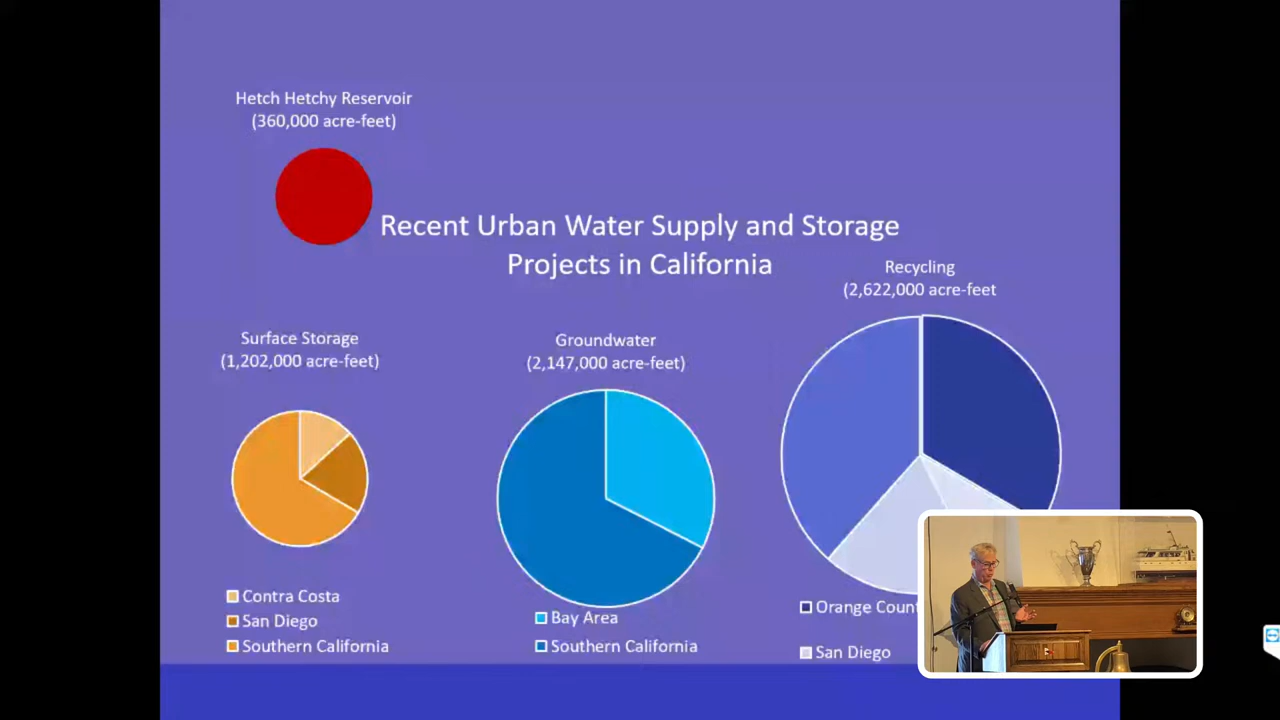 Hetch Hetchy Reservoir
(360,000 acre-feet)
Recent Urban Water Supply and Storage
Projects in California
Recycling
(2,622,000 acre-feet
Surface Storage
(1,202,000 acre-feet)
Groundwater
(2,147,000 acre-feet)
Contra Costa
San Diego
Southern California
Bay Area
Southern California
Orange Count
San Diego